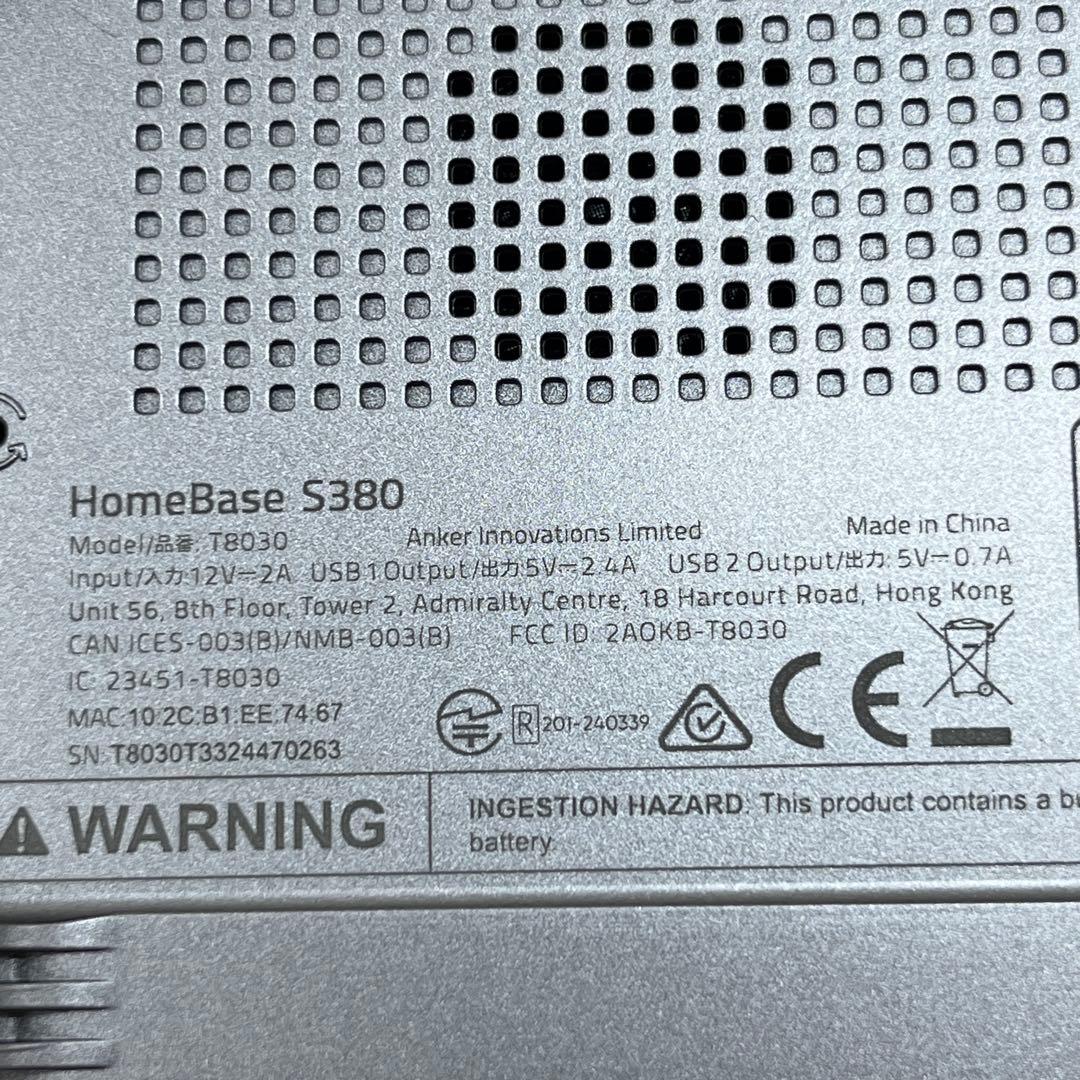 HomeBase S380
Model/品番: T8030 Anker Innovations Limited Made in China
Input/入力:12V⎓2A USB 1 Output/出力:5V⎓2.4A USB 2 Output/出力: 5V⎓0.7A
Unit 56, 8th Floor, Tower 2, Admiralty Centre, 18 Harcourt Road, Hong Kong
CAN ICES-003(B)/NMB-003(B) FCC ID: 2AOKB-T8030
IC: 23451-T8030
MAC:10:2C:B1:EE:74:67
R 201-240339
CE
SN:T8030T3324470263
WARNING
INGESTION HAZARD: This product contains a
battery.